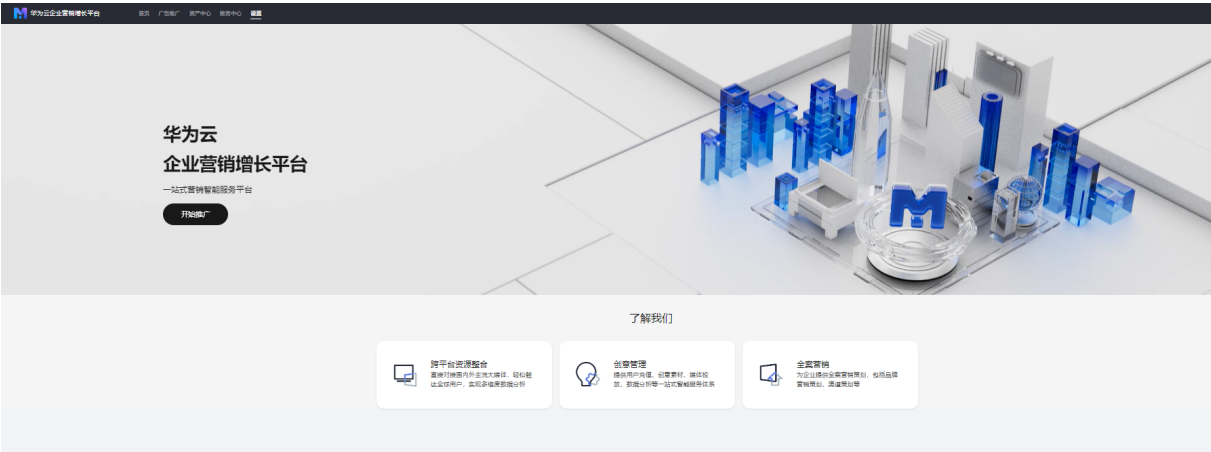 华为云企业营销增长平台
首页 广告推广 资产中心 财务中心 设置
华为云
企业营销增长平台
一站式营销智能服务平台
开始推广
了解我们
跨平台资源整合
直接对接国内外主流大媒体，轻松触
达全球用户，实现多维度数据分析
创意管理
提供用户充值、创意素材、媒体投
放、数据分析等一站式智能服务体系
全案营销
为企业提供全案营销策划，包括品牌
营销策划、渠道策划等